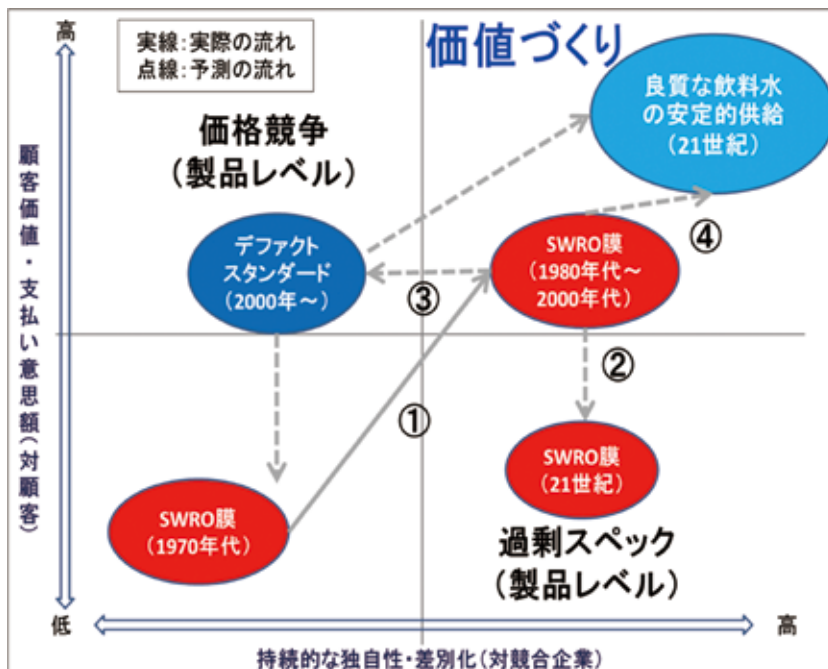 高
実線：実際の流れ
点線：予測の流れ
価値づくり
価格競争
（製品レベル）
良質な飲料水
の安定的供給
（21世紀）
デファクト
スタンダード
（2000年～）
SWRO膜
（1980年代～
2000年代）
④
③
②
①
顧客価値・支払い意思額（対顧客）
SWRO膜
（1970年代）
SWRO膜
（21世紀）
過剰スペック
（製品レベル）
低
高
持続的な独自性・差別化（対競合企業）